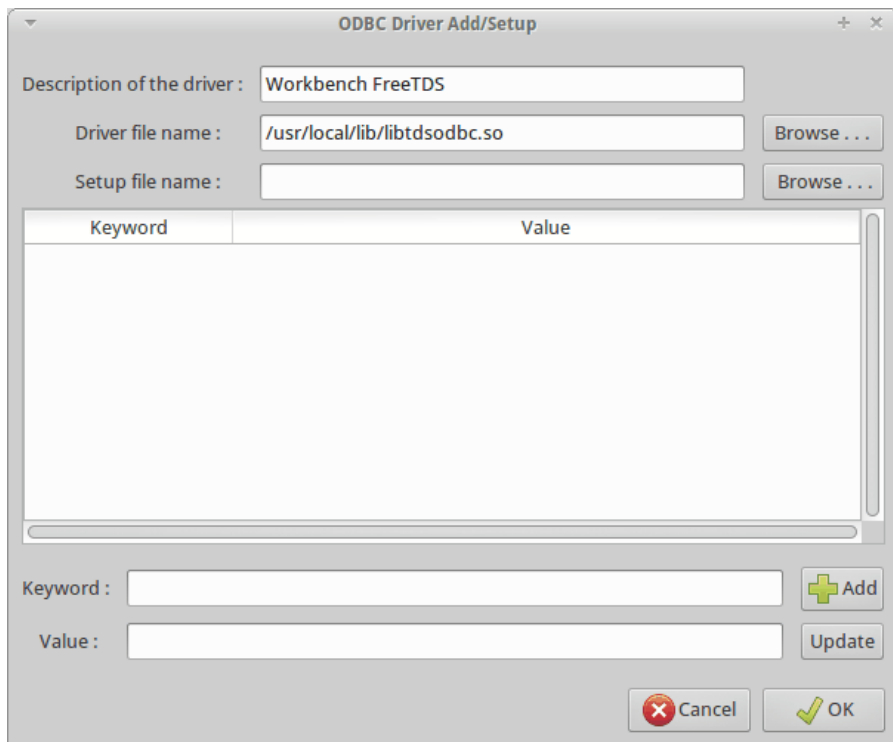 ODBC Driver Add/Setup
Description of the driver : Workbench FreeTDS
Driver file name : /usr/local/lib/libtdsodbc.so Browse . . .
Setup file name : Browse . . .
Keyword Value
Keyword : Add
Value : Update
Cancel OK